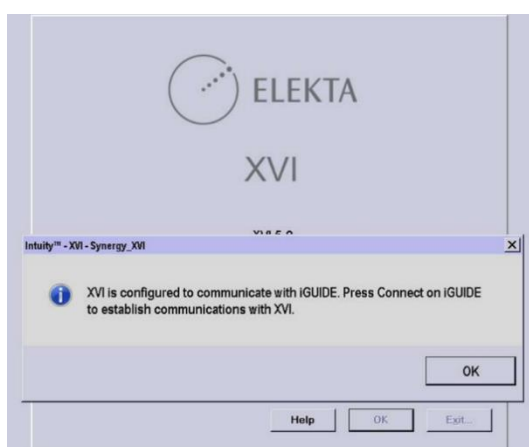 ELEKTA
XVI
Intuity™ - XVI - Synergy_XVI
XVI is configured to communicate with iGUIDE. Press Connect on iGUIDE
to establish communications with XVI.
OK
Help
OK
Exit...